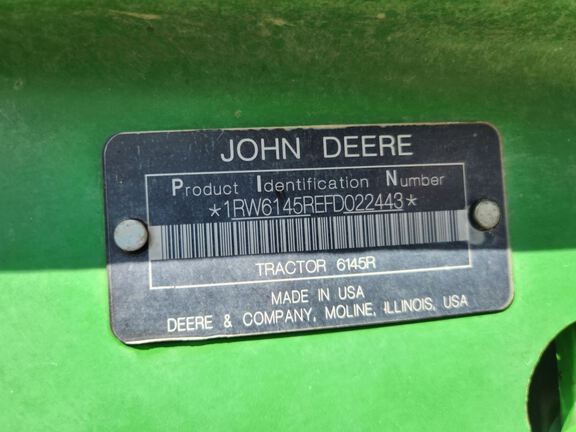 JOHN DEERE
Product Identification Number
*1RW6145REFD022443*
TRACTOR 6145R
MADE IN USA
DEERE & COMPANY, MOLINE, ILLINOIS, USA